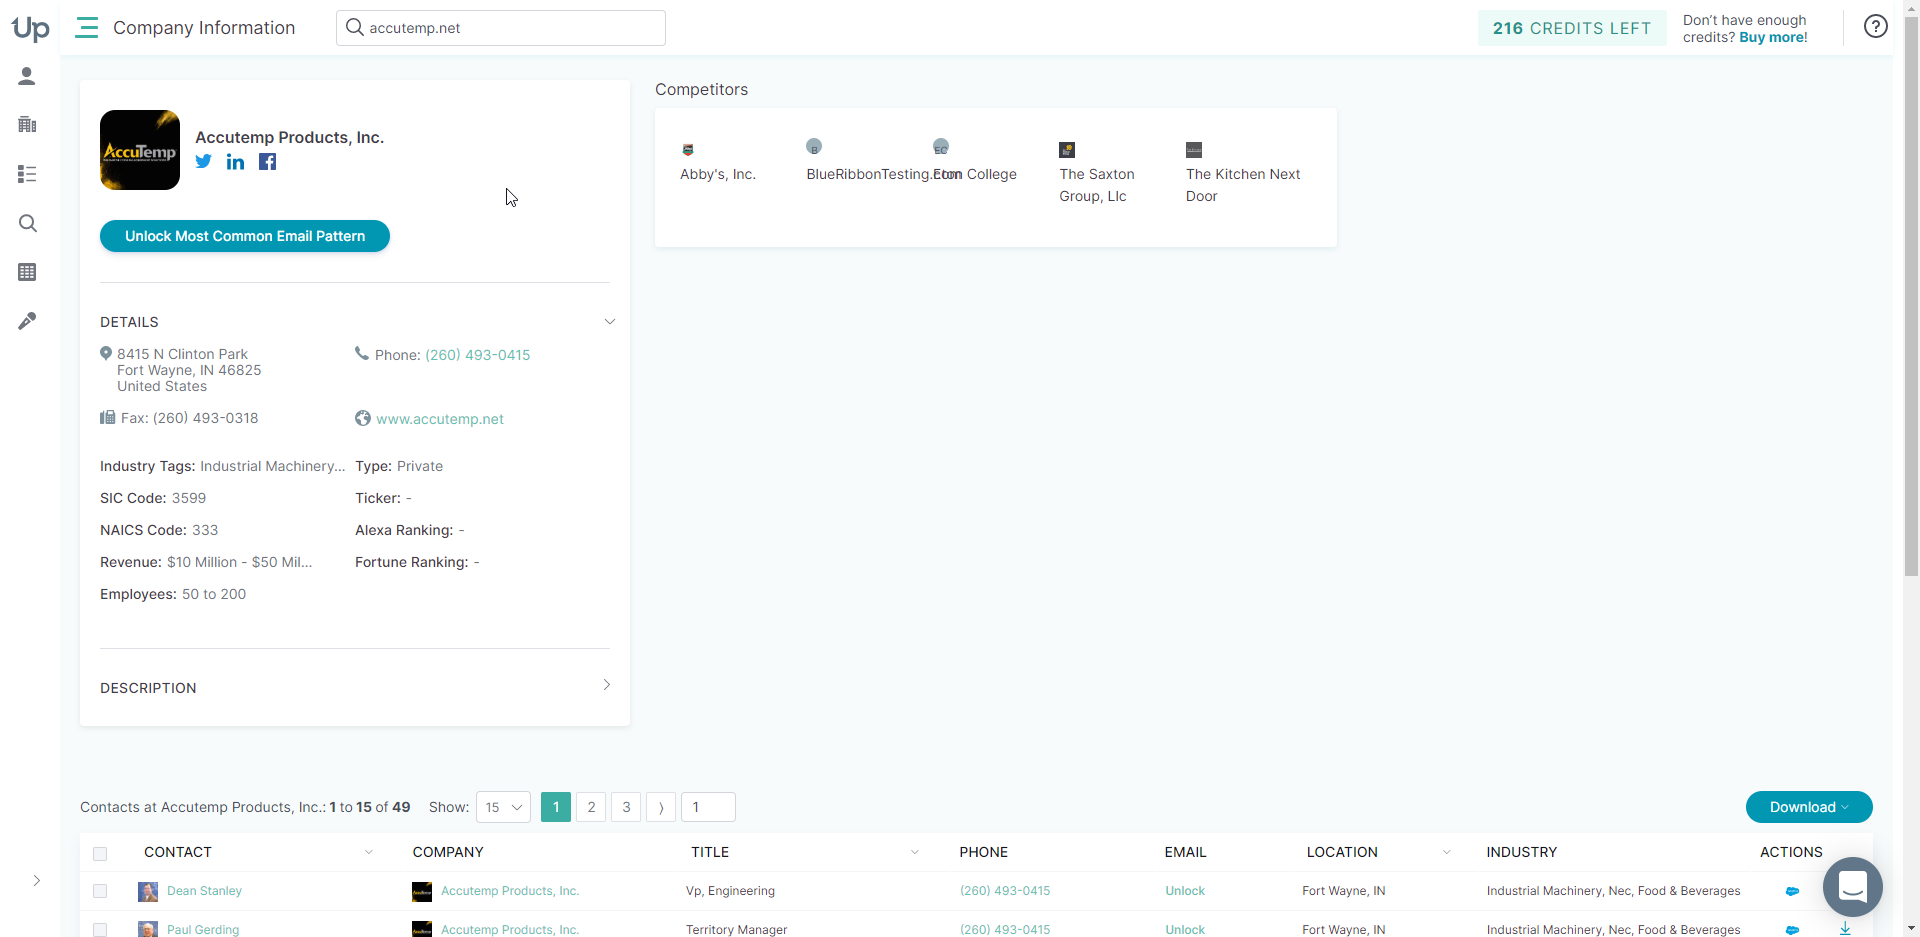 Up
Company Information
accutemp.net
216 CREDITS LEFT
Don't have enough
credits? Buy more!
?
AccuTemp
Accutemp Products, Inc.
Unlock Most Common Email Pattern
DETAILS
8415 N Clinton Park
Fort Wayne, IN 46825
United States
Phone: (260) 493-0415
Fax: (260) 493-0318
www.accutemp.net
Industry Tags: Industrial Machinery...
Type: Private
SIC Code: 3599
Ticker: -
NAICS Code: 333
Alexa Ranking: -
Revenue: $10 Million - $50 Mil...
Fortune Ranking: -
Employees: 50 to 200
DESCRIPTION
Competitors
Abby's, Inc.
B
BlueRibbonTesting.com
EC
Eton College
The Saxton
Group, Llc
The Kitchen Next
Door
Contacts at Accutemp Products, Inc.: 1 to 15 of 49
Show: 15
1 2 3 ⟩ 1
Download
CONTACT COMPANY TITLE PHONE EMAIL LOCATION INDUSTRY ACTIONS
Dean Stanley Accutemp Products, Inc. Vp, Engineering (260) 493-0415 Unlock Fort Wayne, IN Industrial Machinery, Nec, Food & Beverages
Paul Gerding Accutemp Products, Inc. Territory Manager (260) 493-0415 Unlock Fort Wayne, IN Industrial Machinery, Nec, Food & Beverages